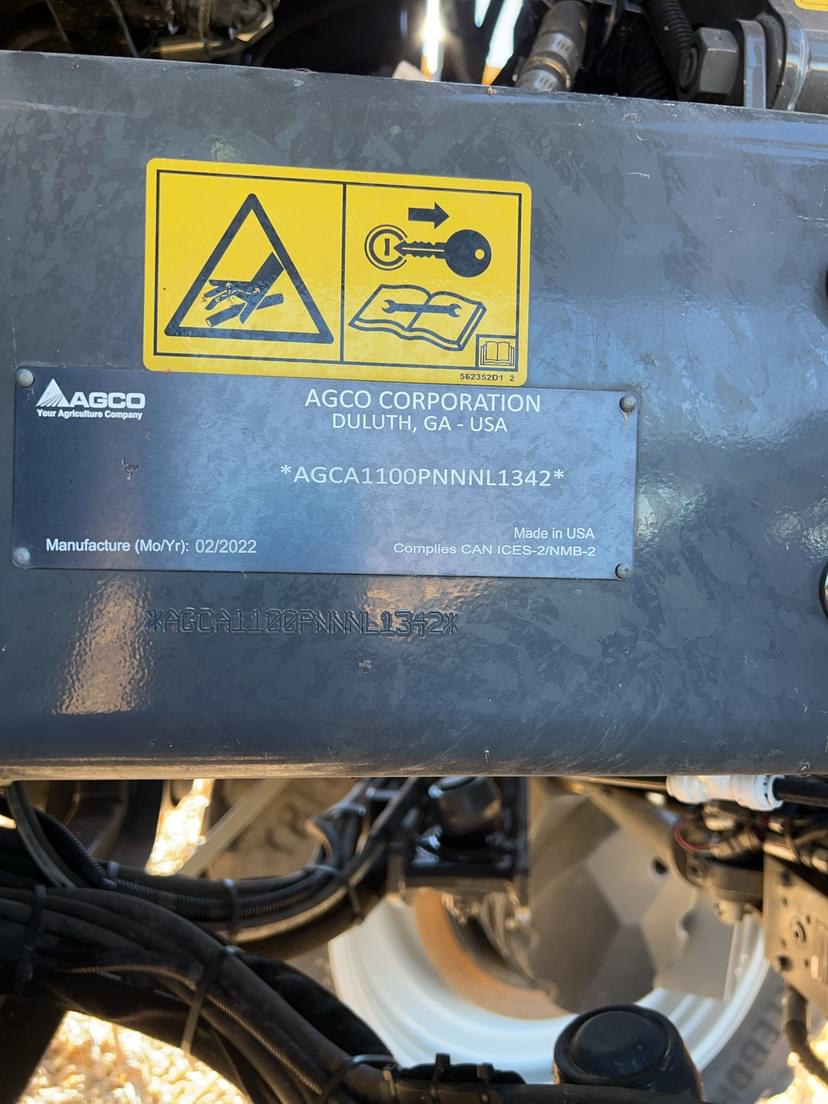 562352D1 2
AGCO
Your Agriculture Company
AGCO CORPORATION
DULUTH, GA - USA
*AGCA1100PNNNL1342*
Made in USA
Manufacture (Mo/Yr): 02/2022
Complies CAN ICES-2/NMB-2
*AGCA1100PNNNL1342*